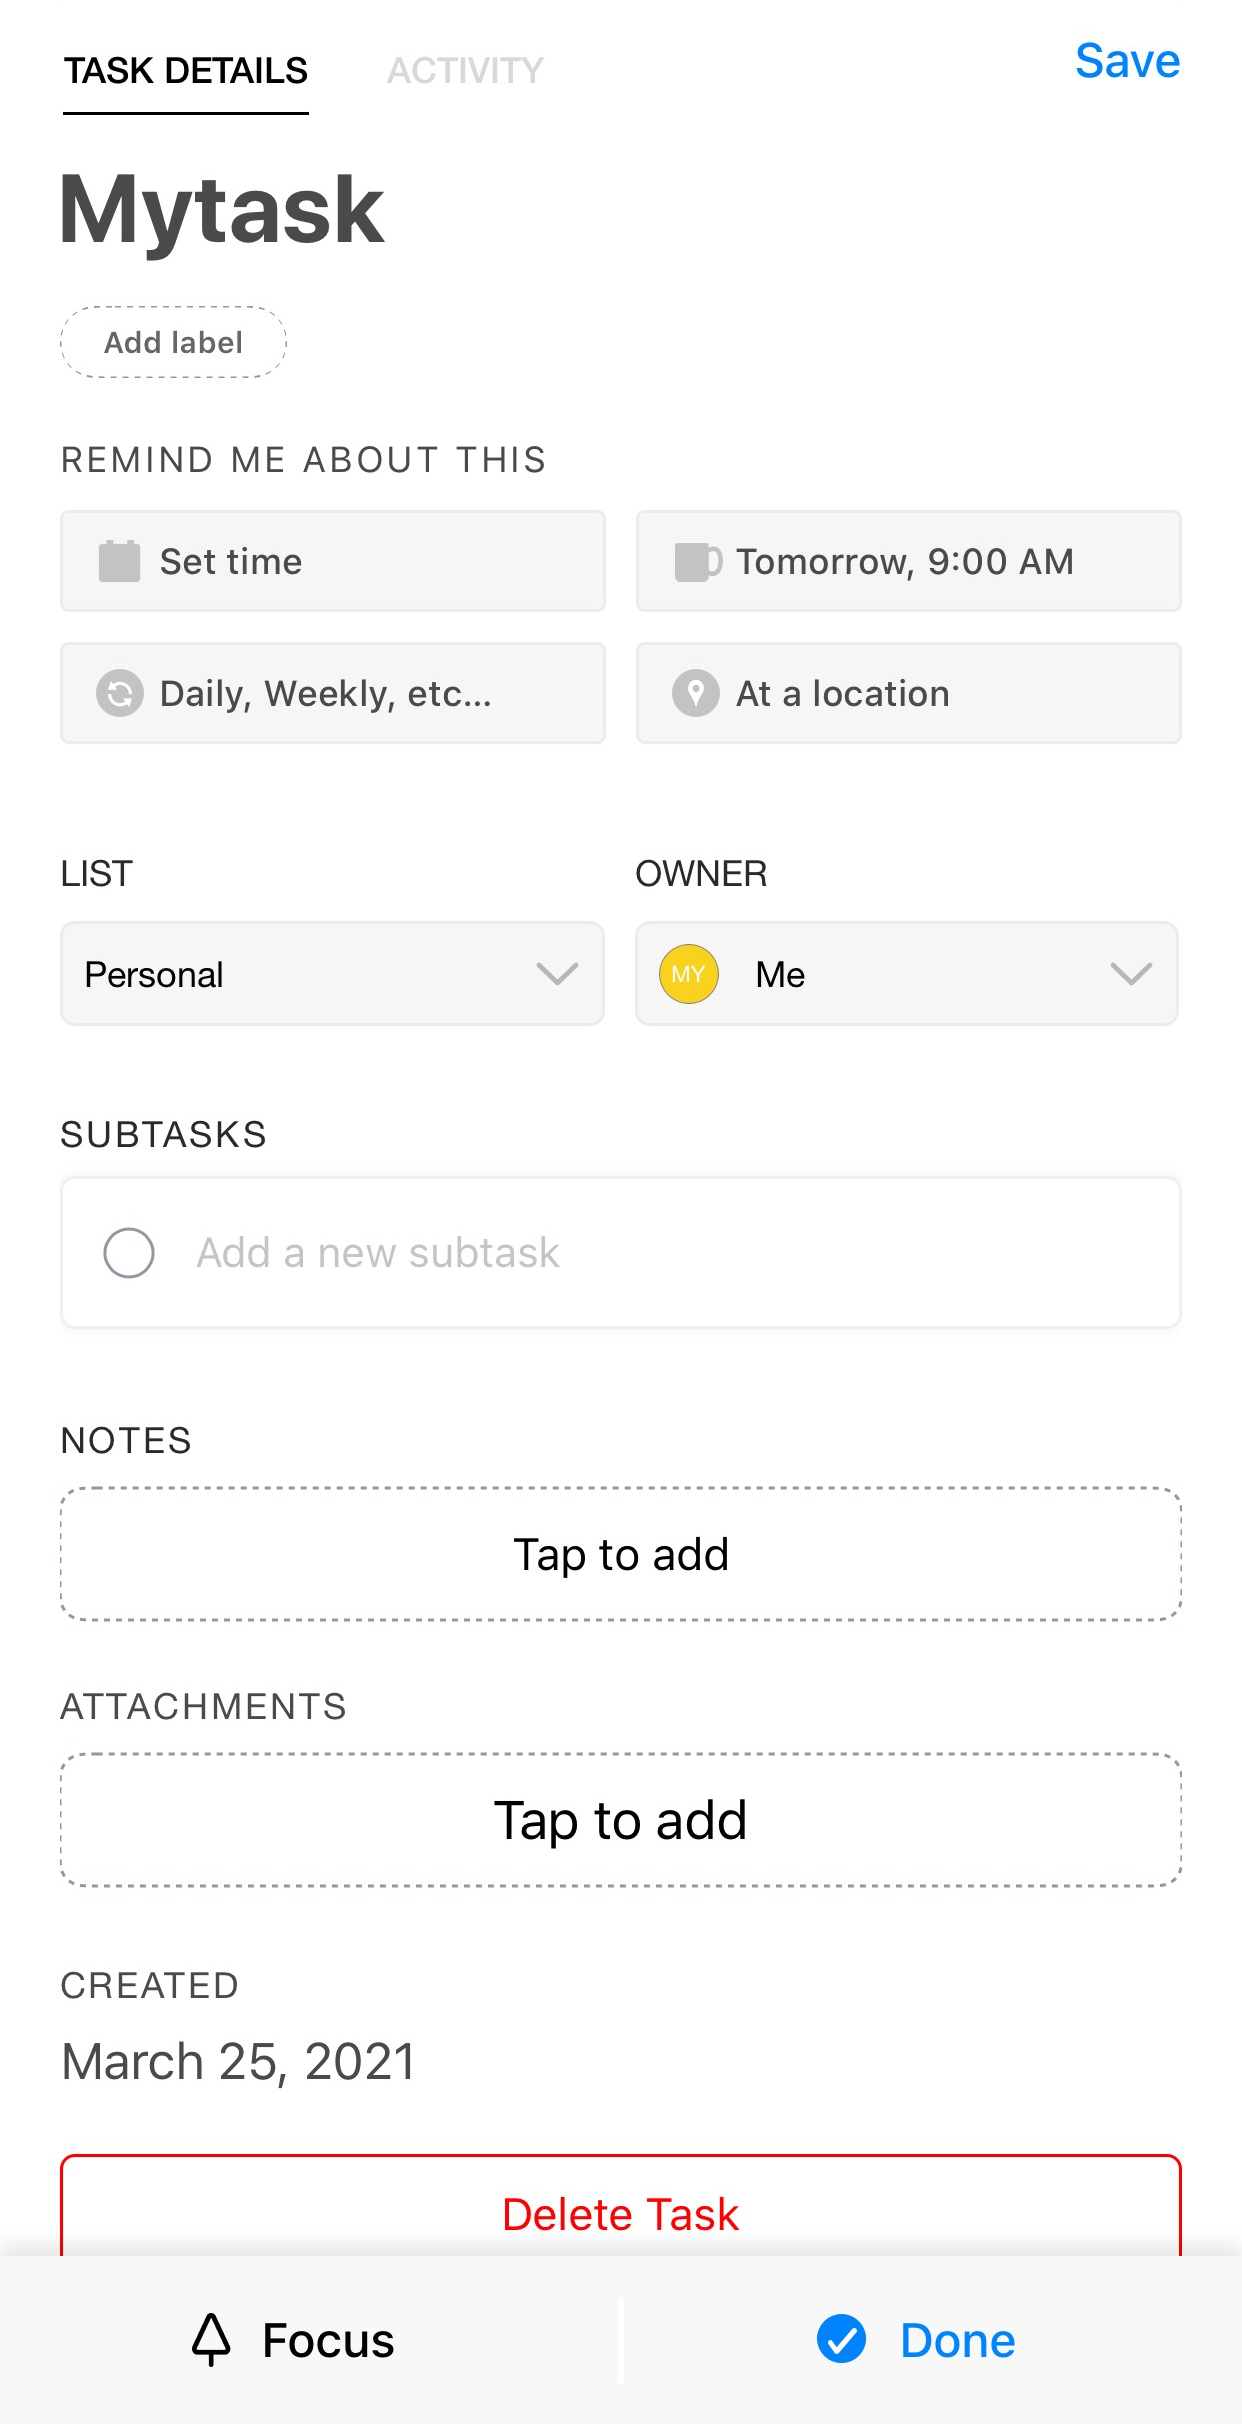 TASK DETAILS ACTIVITY Save
Mytask
Add label
REMIND ME ABOUT THIS
Set time Tomorrow, 9:00 AM
Daily, Weekly, etc... At a location
LIST OWNER
Personal MY Me
SUBTASKS
Add a new subtask
NOTES
Tap to add
ATTACHMENTS
Tap to add
CREATED
March 25, 2021
Delete Task
Focus Done